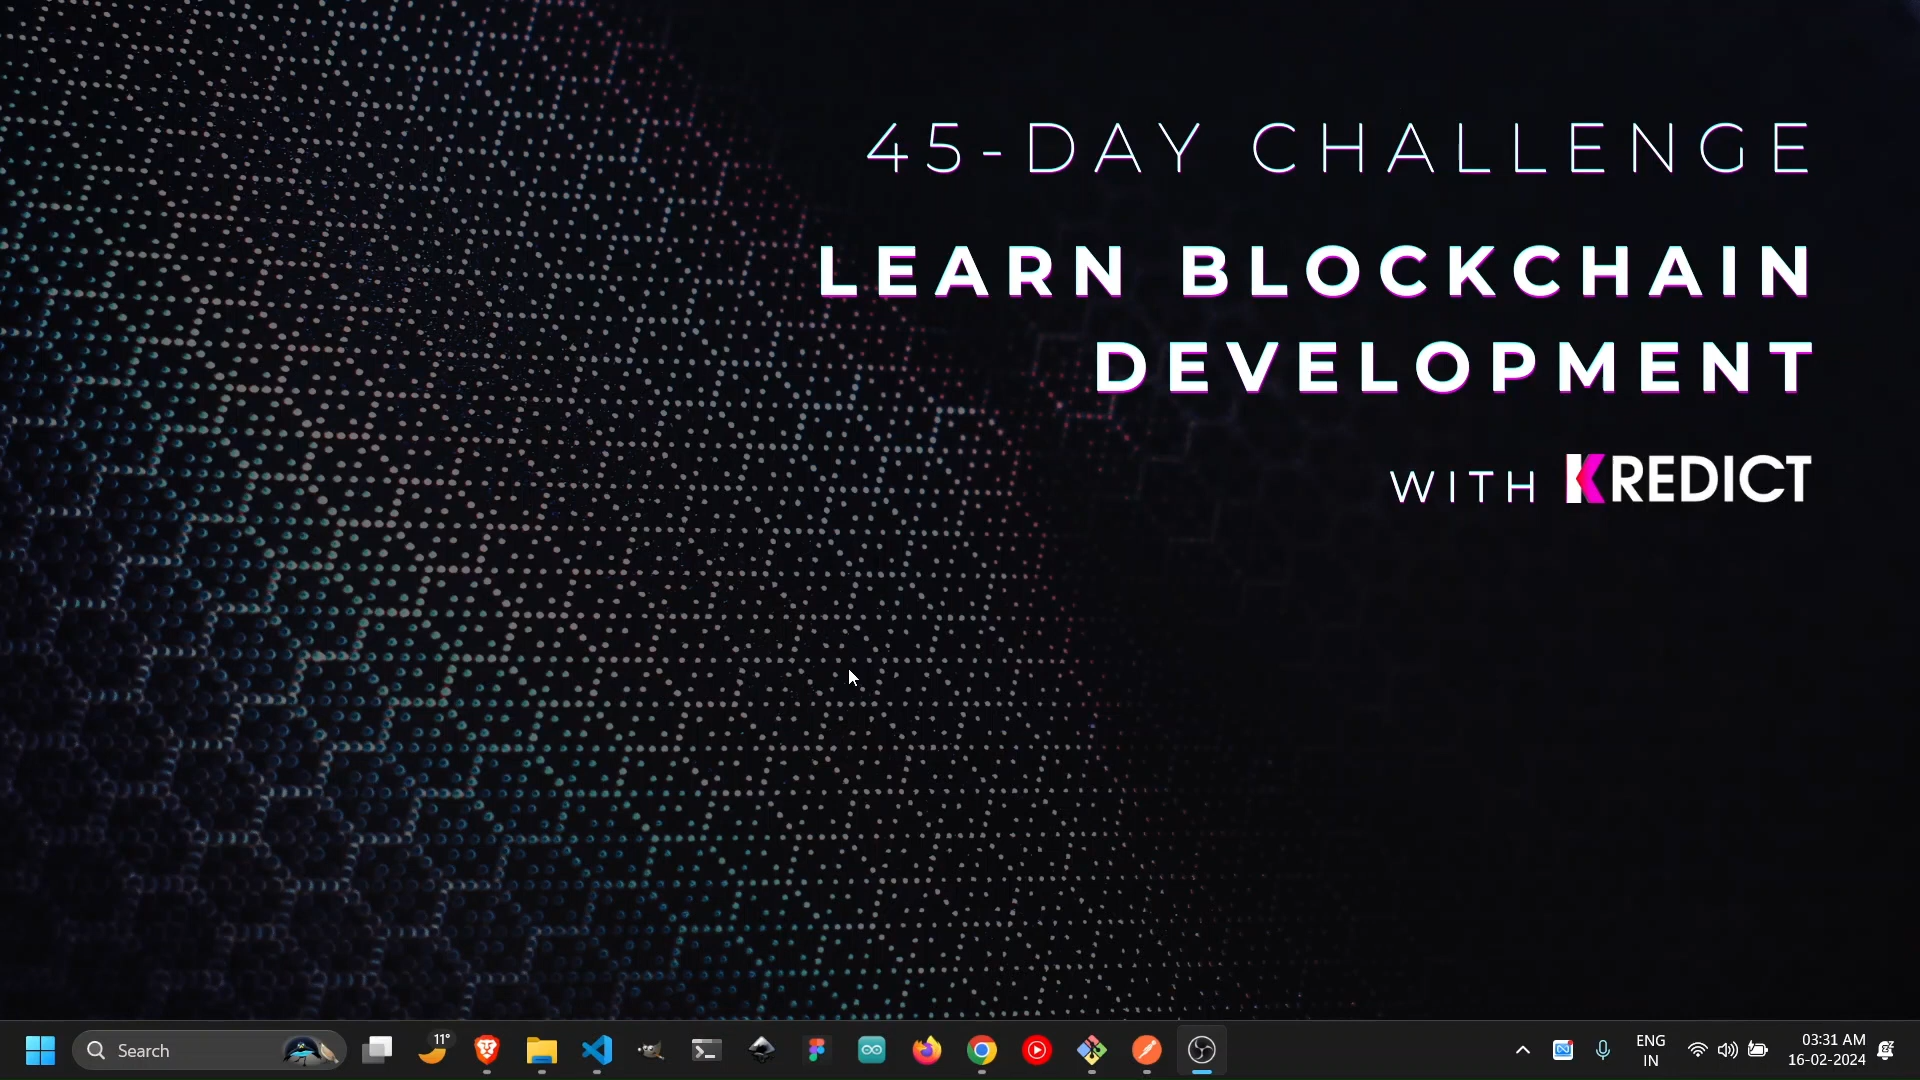 45-DAY CHALLENGE
LEARN BLOCKCHAIN
DEVELOPMENT
WITH KREDICT
Search
11°
ENG
IN
03:31 AM
16-02-2024